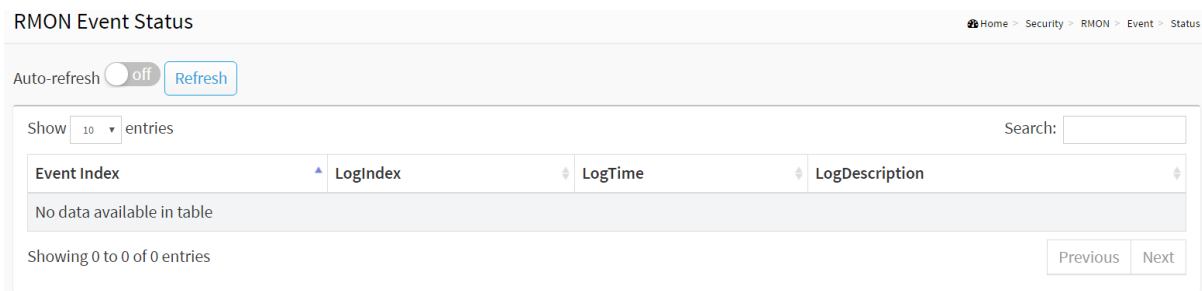 RMON Event Status
Home > Security > RMON > Event > Status
Auto-refresh off Refresh
Show 10 entries Search:
Event Index LogIndex LogTime LogDescription
No data available in table
Showing 0 to 0 of 0 entries Previous Next